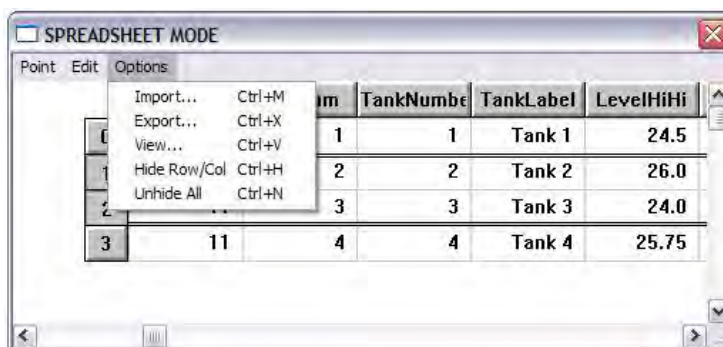 SPREADSHEET MODE
Point Edit Options
Import... Ctrl+M
Export... Ctrl+X
View... Ctrl+V
Hide Row/Col Ctrl+H
Unhide All Ctrl+N
TankNumbe TankLabel LevelHiHi
1 1 Tank 1 24.5
2 2 Tank 2 26.0
3 3 Tank 3 24.0
3 11 4 4 Tank 4 25.75